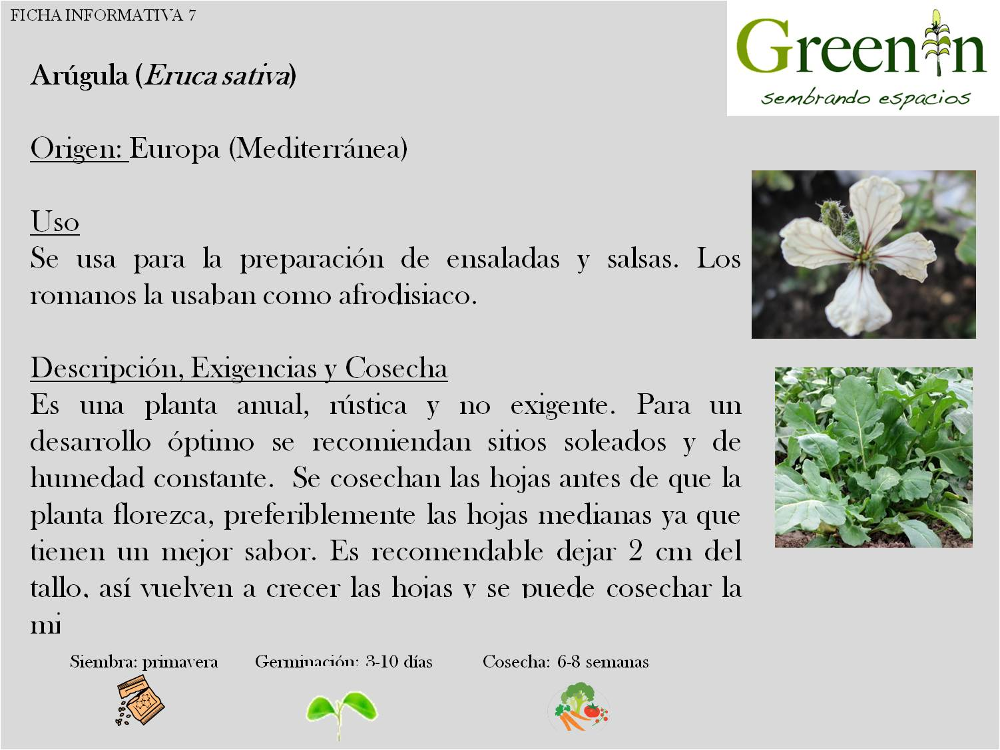 FICHA INFORMATIVA 7
Greenin
sembrando espacios
Arúgula (Eruca sativa)
Origen: Europa (Mediterránea)
Uso
Se usa para la preparación de ensaladas y salsas. Los
romanos la usaban como afrodisiaco.
Descripción, Exigencias y Cosecha
Es una planta anual, rústica y no exigente. Para un
desarrollo óptimo se recomiendan sitios soleados y de
humedad constante. Se cosechan las hojas antes de que la
planta florezca, preferiblemente las hojas medianas ya que
tienen un mejor sabor. Es recomendable dejar 2 cm del
tallo, así vuelven a crecer las hojas y se puede cosechar la
mi
Siembra: primavera Germinación: 3-10 días Cosecha: 6-8 semanas